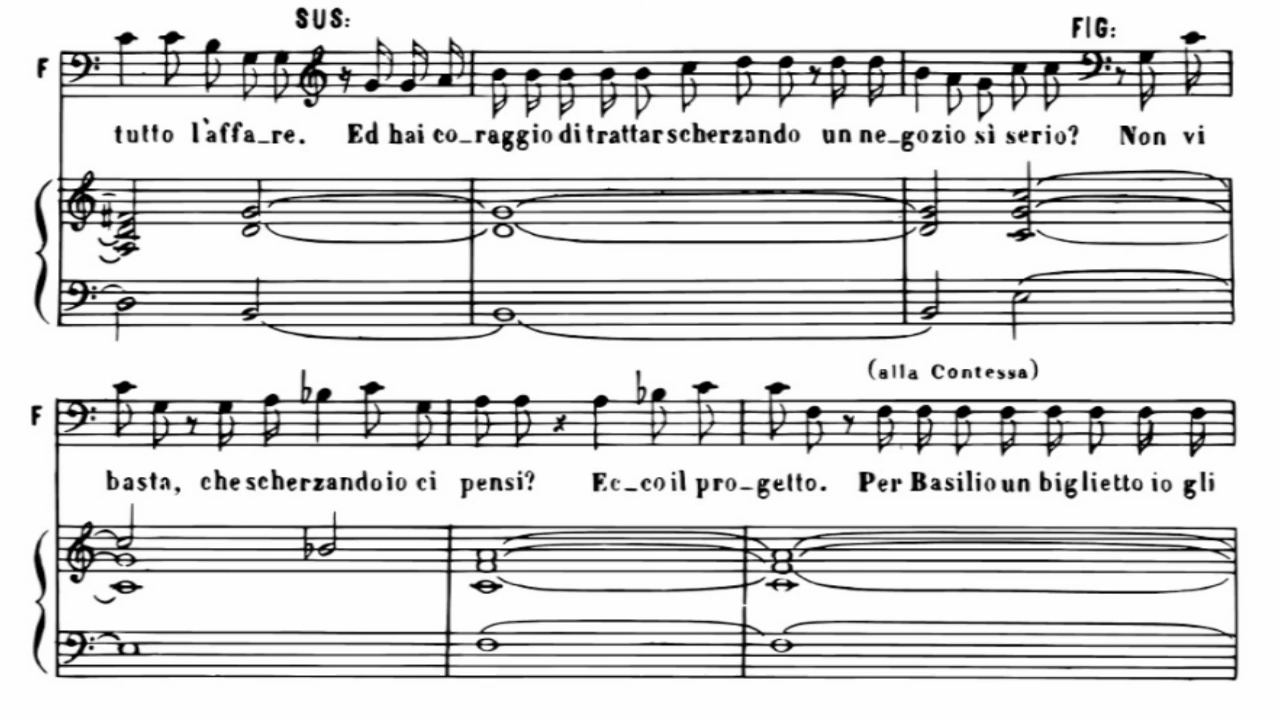 SUS:
FIG:
F
tutto l'affa_re. Ed hai co_raggio di trattar scherzando un ne_gozio sì serio? Non vi
(alla Contessa)
F
basta, che scherzando io ci pensi? Ec_co il pro_getto. Per Basilio un biglietto io gli